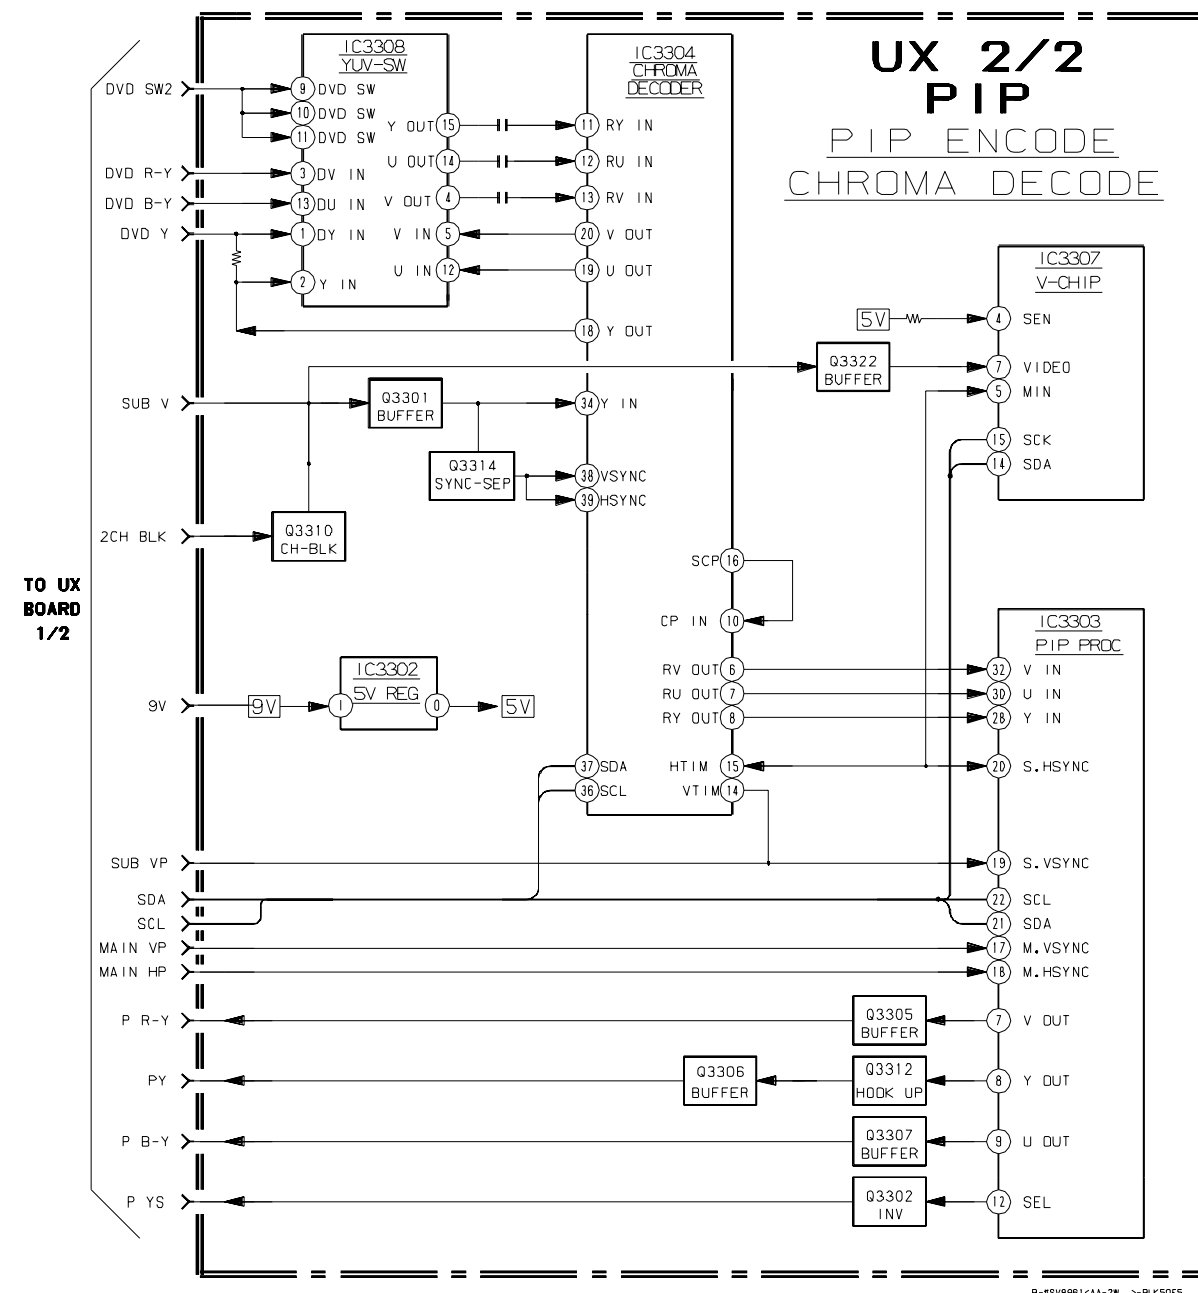 UX 2/2
PIP
PIP ENCODE
CHROMA DECODE
TO UX
BOARD
1/2
DVD SW2
DVD R-Y
DVD B-Y
DVD Y
SUB V
2CH BLK
9V
SUB VP
SDA
SCL
MAIN VP
MAIN HP
P R-Y
PY
P B-Y
P YS
IC3308
YUV-SW
9 DVD SW
10 DVD SW
11 DVD SW
3 DV IN
13 DU IN
1 DY IN
2 Y IN
Y OUT 15
U OUT 14
V OUT 4
V IN 5
U IN 12
IC3304
CHROMA
DECODER
11 RY IN
12 RU IN
13 RV IN
20 V OUT
19 U OUT
18 Y OUT
34 Y IN
38 VSYNC
39 HSYNC
SCP 16
CP IN 10
RV OUT 6
RU OUT 7
RY OUT 8
37 SDA
36 SCL
HTIM 15
VTIM 14
Q3301
BUFFER
Q3314
SYNC-SEP
Q3310
CH-BLK
9V
IC3302
5V REG
1
O
5V
Q3322
BUFFER
5V
IC3307
V-CHIP
4 SEN
7 VIDEO
5 MIN
15 SCK
14 SDA
IC3303
PIP PROC
32 V IN
30 U IN
28 Y IN
20 S.HSYNC
19 S.VSYNC
22 SCL
21 SDA
17 M.VSYNC
18 M.HSYNC
7 V OUT
8 Y OUT
9 U OUT
12 SEL
Q3305
BUFFER
Q3306
BUFFER
Q3312
HOOK UP
Q3307
BUFFER
Q3302
INV